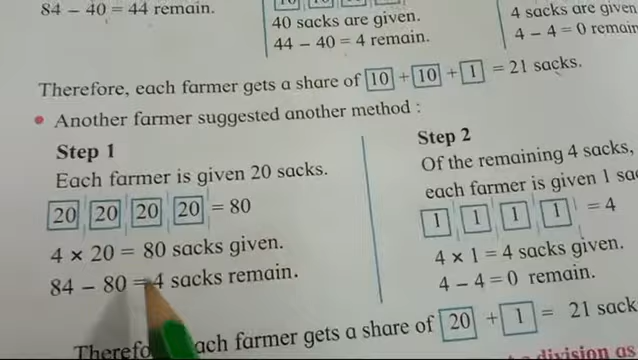 84 − 40 = 44 remain.
10 10
40 sacks are given.
44 − 40 = 4 remain.
4 sacks are given
4 − 4 = 0 remain
Therefore, each farmer gets a share of 10 + 10 + 1 = 21 sacks.
• Another farmer suggested another method :
Step 1
Each farmer is given 20 sacks.
20 20 20 20 = 80
4 × 20 = 80 sacks given.
84 − 80 = 4 sacks remain.
Step 2
Of the remaining 4 sacks,
each farmer is given 1
1 1 1 1 = 4
4 × 1 = 4 sacks given.
4 − 4 = 0 remain.
each farmer gets a share of 20 + 1 = 21 sack
division as